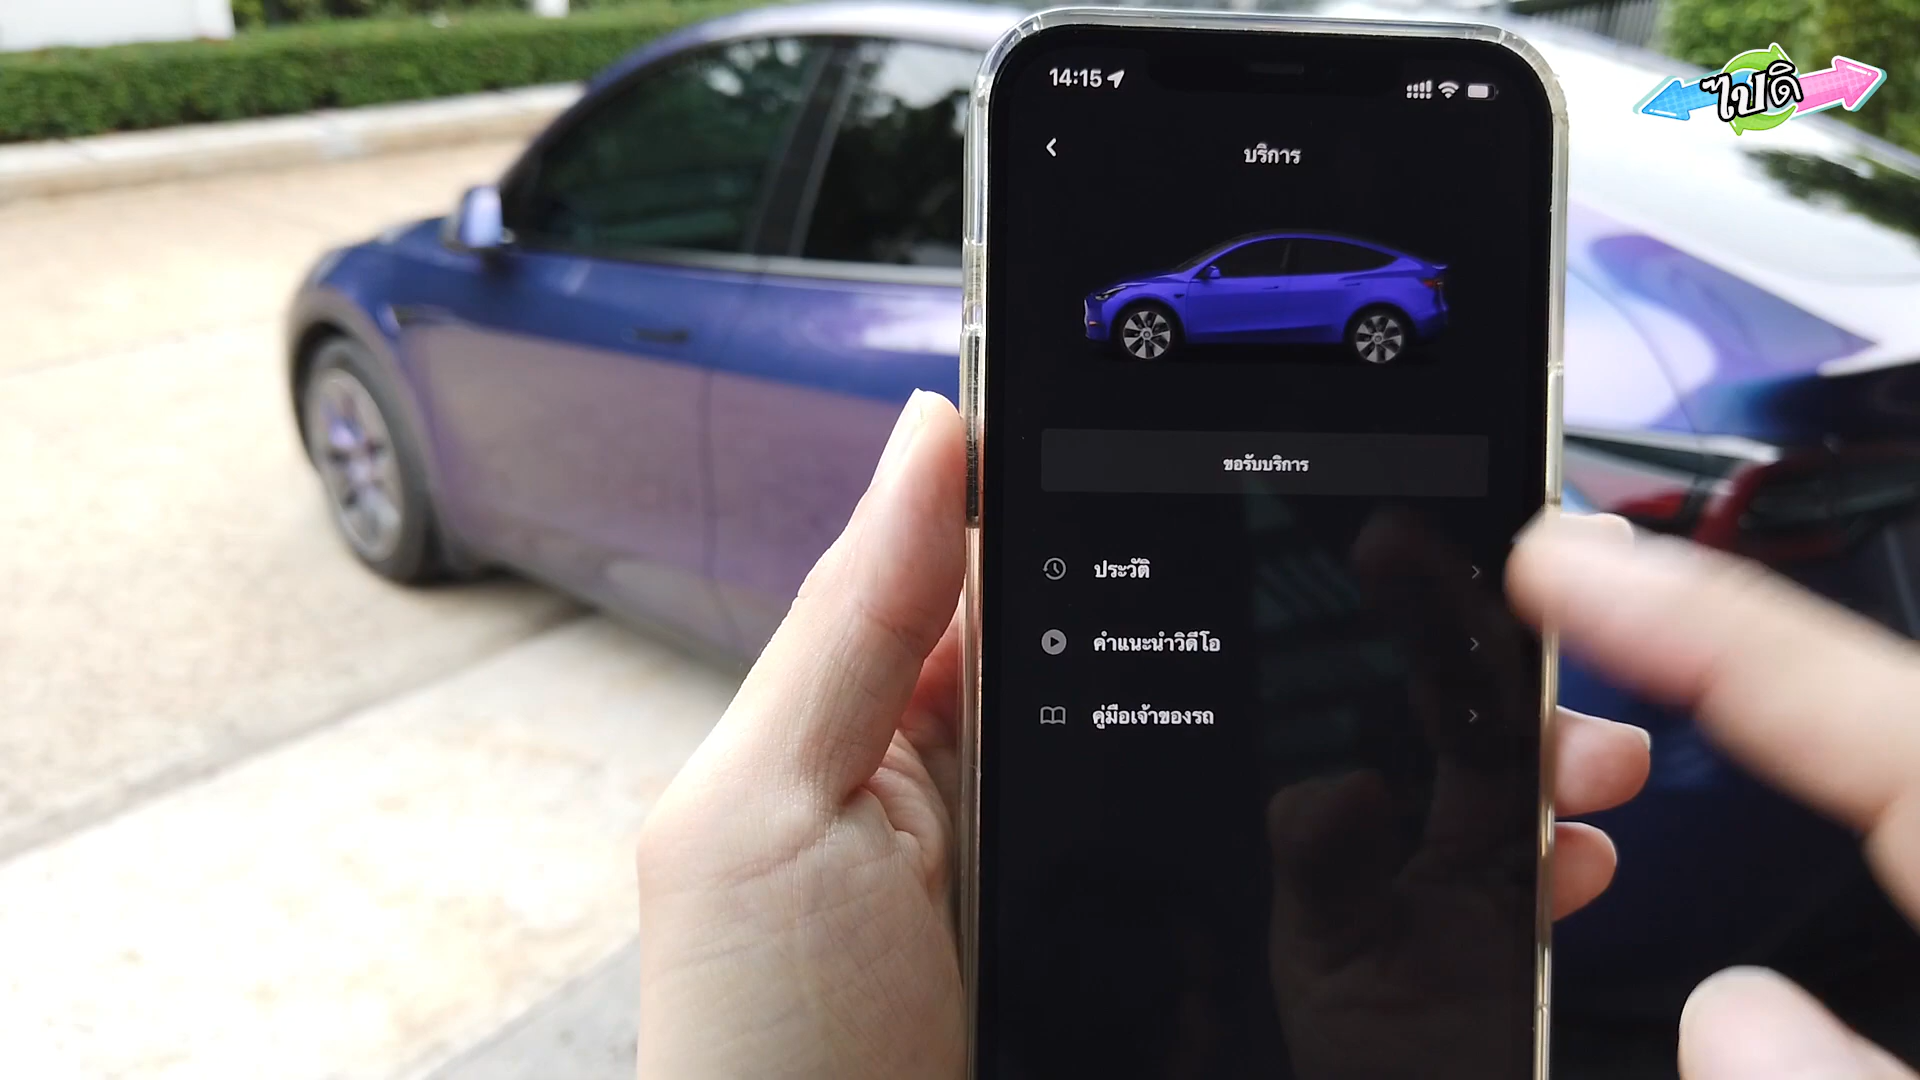 14:15
ไปดิ
บริการ
ขอรับบริการ
ประวัติ
คำแนะนำวิดีโอ
คู่มือเจ้าของรถ